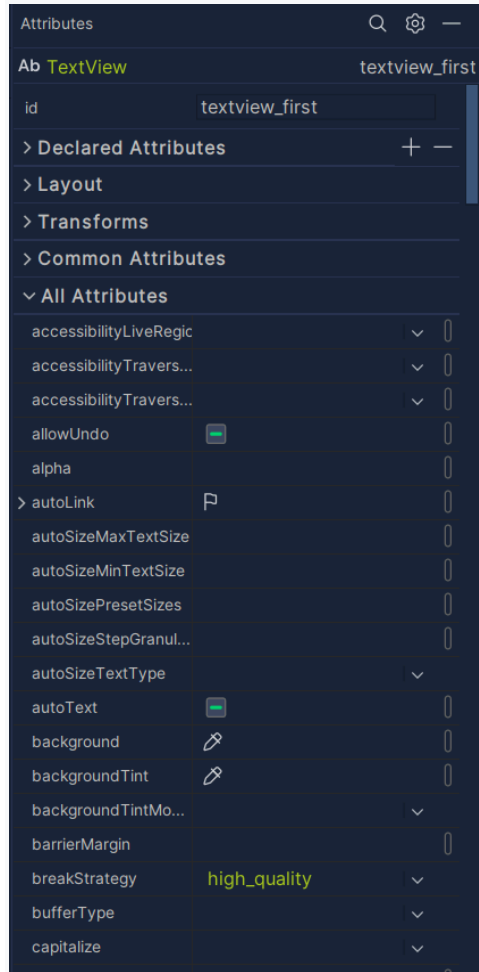 Attributes
Ab TextView textview_first
id textview_first
Declared Attributes
Layout
Transforms
Common Attributes
All Attributes
accessibilityLiveRegic
accessibilityTravers...
accessibilityTravers...
allowUndo
alpha
autoLink
autoSizeMaxTextSize
autoSizeMinTextSize
autoSizePresetSizes
autoSizeStepGranul...
autoSizeTextType
autoText
background
backgroundTint
backgroundTintMo...
barrierMargin
breakStrategy high_quality
bufferType
capitalize